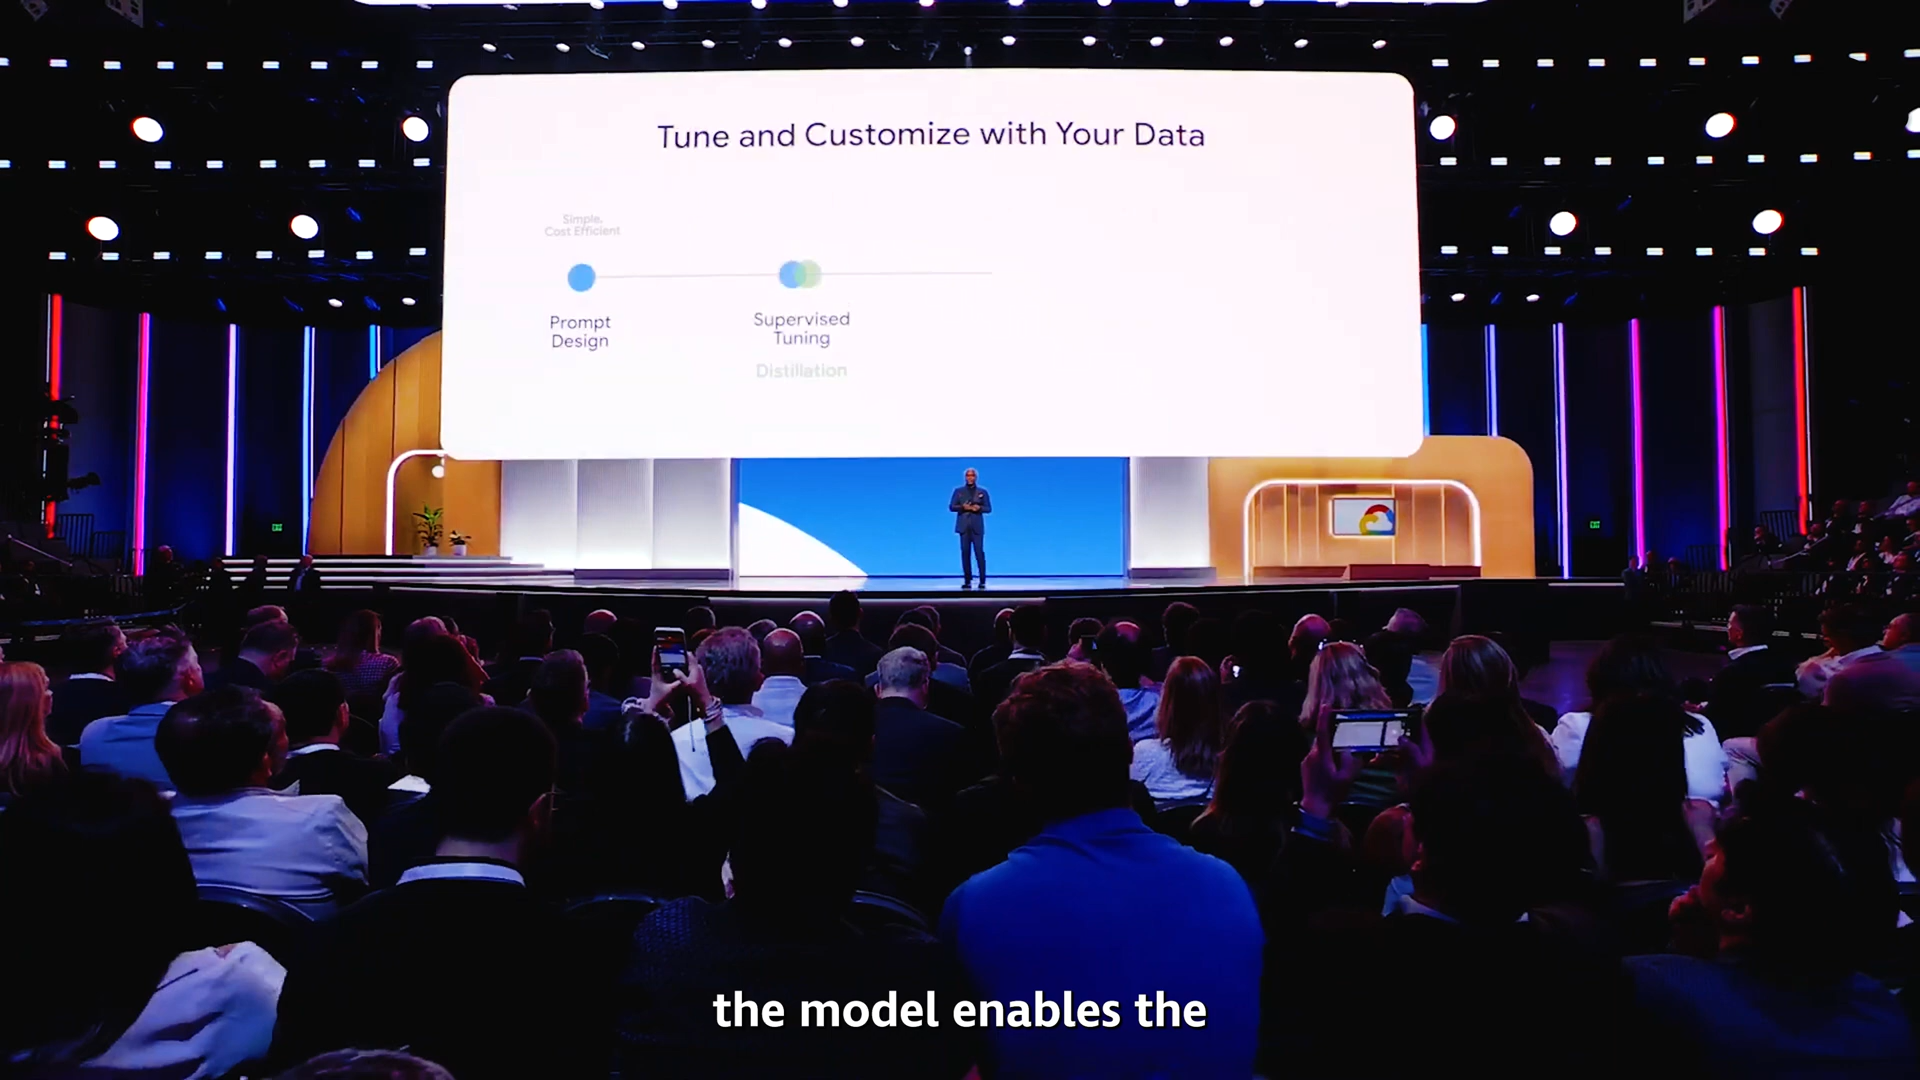 Tune and Customize with Your Data
Simple.
Cost Efficient
Prompt
Design
Supervised
Tuning
Distillation
the model enables the